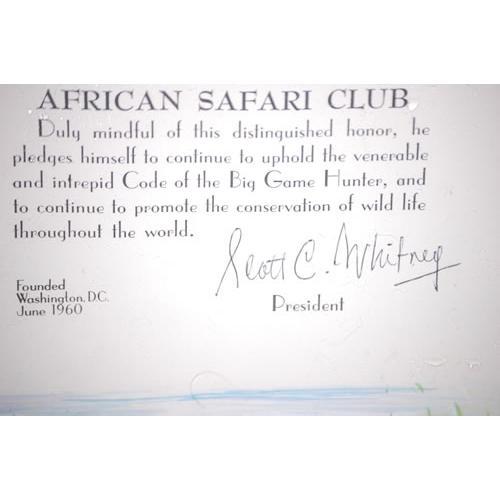 AFRICAN SAFARI CLUB
Duly mindful of this distinguished honor, he
pledges himself to continue to uphold the venerable
and intrepid Code of the Big Game Hunter, and
to continue to promote the conservation of wild life
throughout the world.
Scott C. Whitney
President
Founded
Washington, D.C.
June 1960